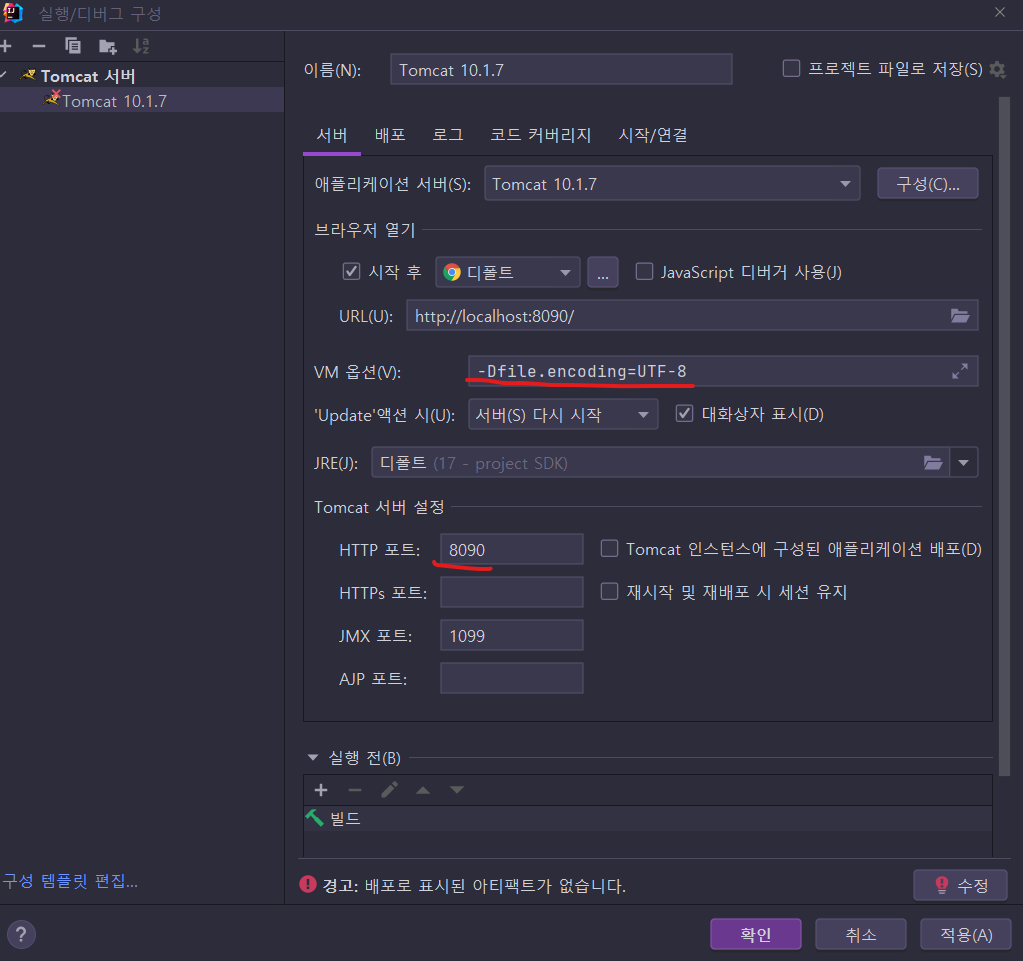 실행/디버그 구성
Tomcat 서버
Tomcat 10.1.7
이름(N): Tomcat 10.1.7 프로젝트 파일로 저장(S)
서버 배포 로그 코드 커버리지 시작/연결
애플리케이션 서버(S): Tomcat 10.1.7 구성(C)...
브라우저 열기
시작 후 디폴트 ... JavaScript 디버거 사용(J)
URL(U): http://localhost:8090/
VM 옵션(V): -Dfile.encoding=UTF-8
'Update'액션 시(U): 서버(S) 다시 시작 대화상자 표시(D)
JRE(J): 디폴트 (17 - project SDK)
Tomcat 서버 설정
HTTP 포트: 8090 Tomcat 인스턴스에 구성된 애플리케이션 배포(D)
HTTPs 포트: 재시작 및 재배포 시 세션 유지
JMX 포트: 1099
AJP 포트:
실행 전(B)
빌드
구성 템플릿 편집...
경고: 배포로 표시된 아티팩트가 없습니다. 수정
? 확인 취소 적용(A)